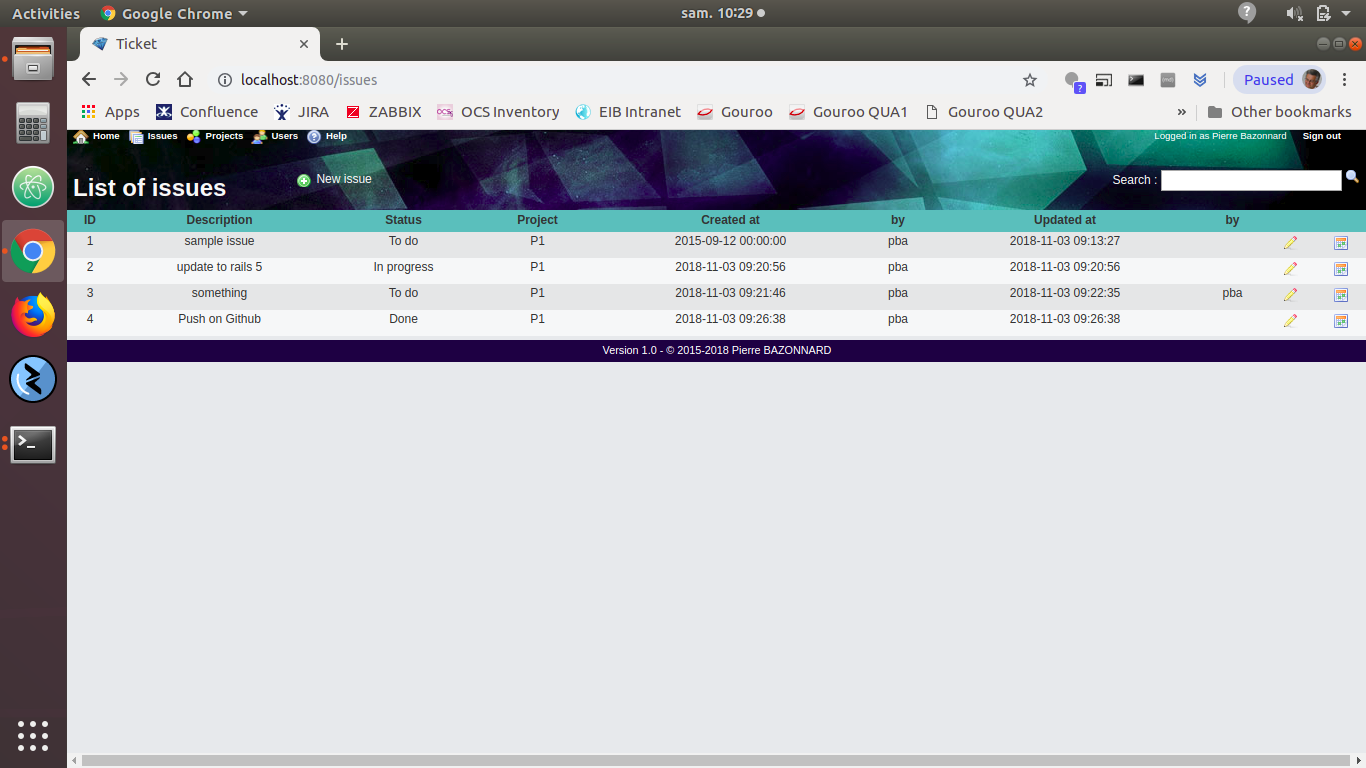 Activities Google Chrome sam. 10:29
Ticket
localhost:8080/issues Paused
Apps Confluence JIRA ZABBIX OCS Inventory EIB Intranet Gouroo Gouroo QUA1 Gouroo QUA2 » Other bookmarks
Home Issues Projects Users Help Logged in as Pierre Bazonnard Sign out
List of issues New issue Search :
ID Description Status Project Created at by Updated at by
1 sample issue To do P1 2015-09-12 00:00:00 pba 2018-11-03 09:13:27
2 update to rails 5 In progress P1 2018-11-03 09:20:56 pba 2018-11-03 09:20:56
3 something To do P1 2018-11-03 09:21:46 pba 2018-11-03 09:22:35 pba
4 Push on Github Done P1 2018-11-03 09:26:38 pba 2018-11-03 09:26:38
Version 1.0 - © 2015-2018 Pierre BAZONNARD